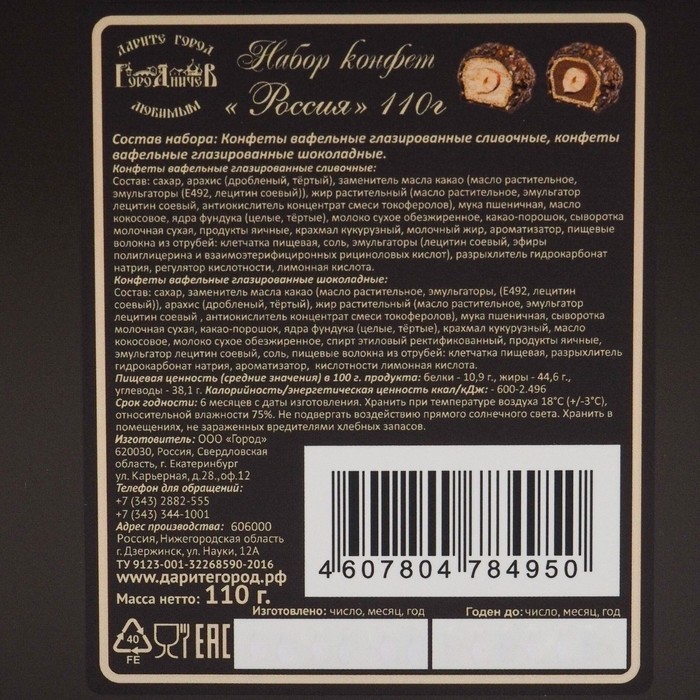 ДАРИТЕ ГОРОД
ГОРОДНИЧЕВ
ЛЮБИМЫМ
Набор конфет
« Россия» 110г
Состав набора: Конфеты вафельные глазированные сливочные, конфеты
вафельные глазированные шоколадные.
Конфеты вафельные глазированные сливочные:
Состав: сахар, арахис (дробленый, тёртый), заменитель масла какао (масло растительное,
эмульгаторы (Е492, лецитин соевый)), жир растительный (масло растительное, эмульгатор
лецитин соевый, антиокислитель концентрат смеси токоферолов), мука пшеничная, масло
кокосовое, ядра фундука (целые, тёртые), молоко сухое обезжиренное, какао-порошок, сыворотка
молочная сухая, продукты яичные, крахмал кукурузный, молочный жир, ароматизатор, пищевые
волокна из отрубей: клетчатка пищевая, соль, эмульгаторы (лецитин соевый, эфиры
полиглицерина и взаимоэтерифицированных рициноловых кислот), разрыхлитель гидрокарбонат
натрия, регулятор кислотности, лимонная кислота.
Конфеты вафельные глазированные шоколадные:
Состав: сахар, заменитель масла какао (масло растительное, эмульгаторы, (Е492, лецитин
соевый)), арахис (дробленый, тёртый), жир растительный (масло растительное, эмульгатор
лецитин соевый , антиокислитель концентрат смеси токоферолов), мука пшеничная, сыворотка
молочная сухая, какао-порошок, ядра фундука (целые, тёртые), крахмал кукурузный, масло
кокосовое, молоко сухое обезжиренное, спирт этиловый ректификованный, продукты яичные,
эмульгатор лецитин соевый, соль, пищевые волокна из отрубей: клетчатка пищевая, разрыхлитель
гидрокарбонат натрия, ароматизатор, кислотности лимонная кислота.
Пищевая ценность (средние значения) в 100 г. продукта: белки - 10,9 г., жиры - 44,6 г.,
углеводы - 38,1 г. Калорийность/энергетическая ценность ккал/кДж: - 600-2.496
Срок годности: 6 месяцев с даты изготовления. Хранить при температуре воздуха 18°С (+/-3°С),
относительной влажности 75%. Не подвергать воздействию прямого солнечного света. Хранить в
помещениях, не зараженных вредителями хлебных запасов.
Изготовитель: ООО «Город»
620030, Россия, Свердловская
область, г. Екатеринбург
ул. Карьерная, д.28.,оф.12
Телефон для обращений:
+7 (343) 2882-555
+7 (343) 344-1001
Адрес производства: 606000
Россия, Нижегородская область
г. Дзержинск, ул. Науки, 12А
ТУ 9123-001-32268590-2016
www.даритегород.рф
Масса нетто: 110 г.
4 607804 784950
Изготовлено: число, месяц, год
Годен до: число, месяц, год
40
FE
EAC